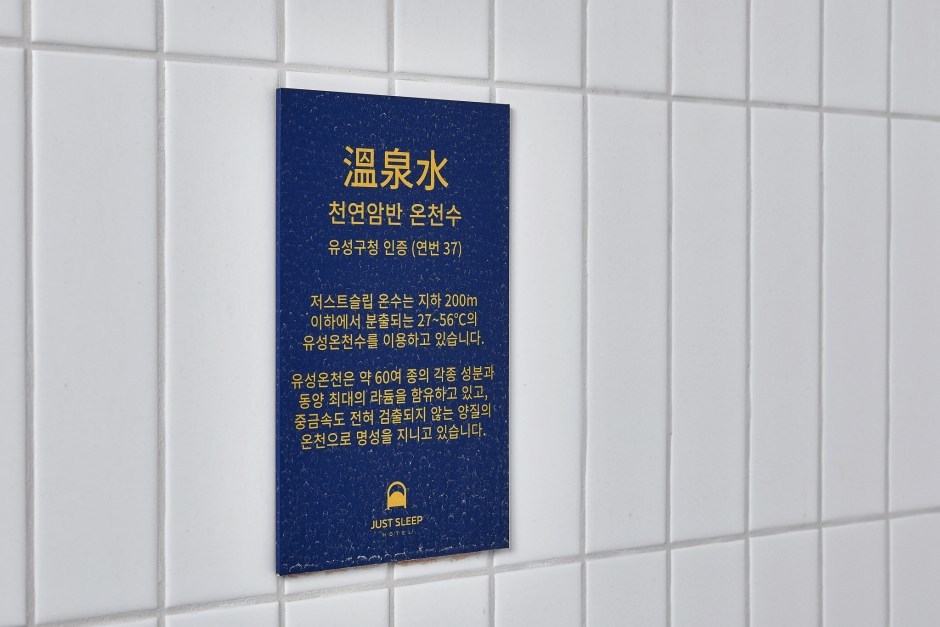 溫泉水
천연암반 온천수
유성구청 인증 (연번 37)
저스트슬립 온수는 지하 200m
이하에서 분출되는 27~56℃의
유성온천수를 이용하고 있습니다.
유성온천은 약 60여 종의 각종 성분과
동양 최대의 라듐을 함유하고 있고,
중금속도 전혀 검출되지 않는 양질의
온천으로 명성을 지니고 있습니다.
JUST SLEEP
HOTEL